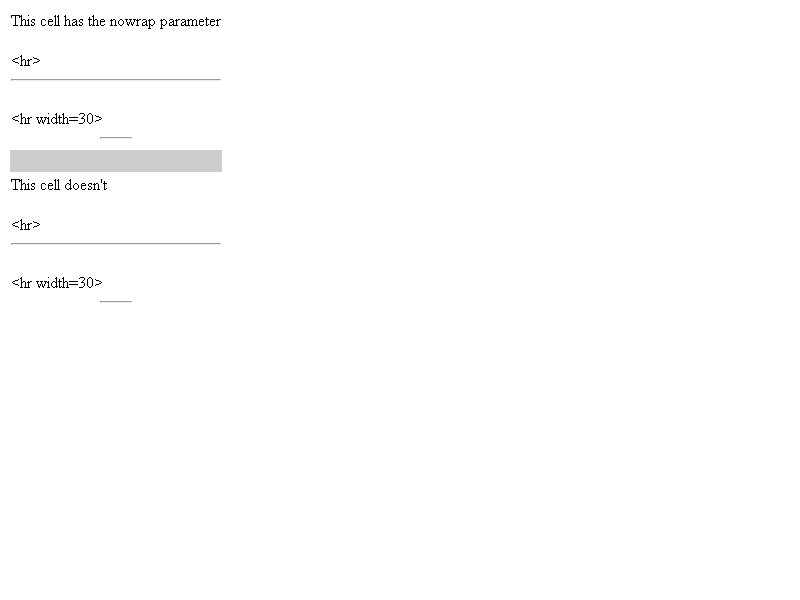 This cell has the nowrap parameter
<hr>
<hr width=30>
This cell doesn't
<hr>
<hr width=30>